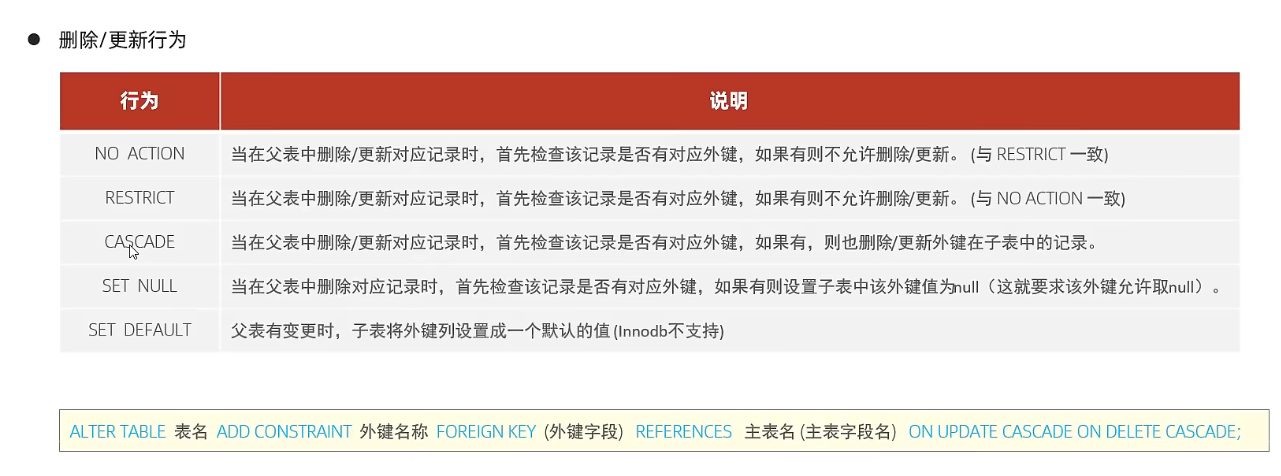 删除/更新行为
行为 说明
NO ACTION 当在父表中删除/更新对应记录时，首先检查该记录是否有对应外键，如果有则不允许删除/更新。 (与 RESTRICT 一致)
RESTRICT 当在父表中删除/更新对应记录时，首先检查该记录是否有对应外键，如果有则不允许删除/更新。 (与 NO ACTION 一致)
CASCADE 当在父表中删除/更新对应记录时，首先检查该记录是否有对应外键，如果有，则也删除/更新外键在子表中的记录。
SET NULL 当在父表中删除对应记录时，首先检查该记录是否有对应外键，如果有则设置子表中该外键值为null（这就要求该外键允许取null）。
SET DEFAULT 父表有变更时，子表将外键列设置成一个默认的值 (Innodb不支持)
ALTER TABLE 表名 ADD CONSTRAINT 外键名称 FOREIGN KEY (外键字段) REFERENCES 主表名 (主表字段名) ON UPDATE CASCADE ON DELETE CASCADE;